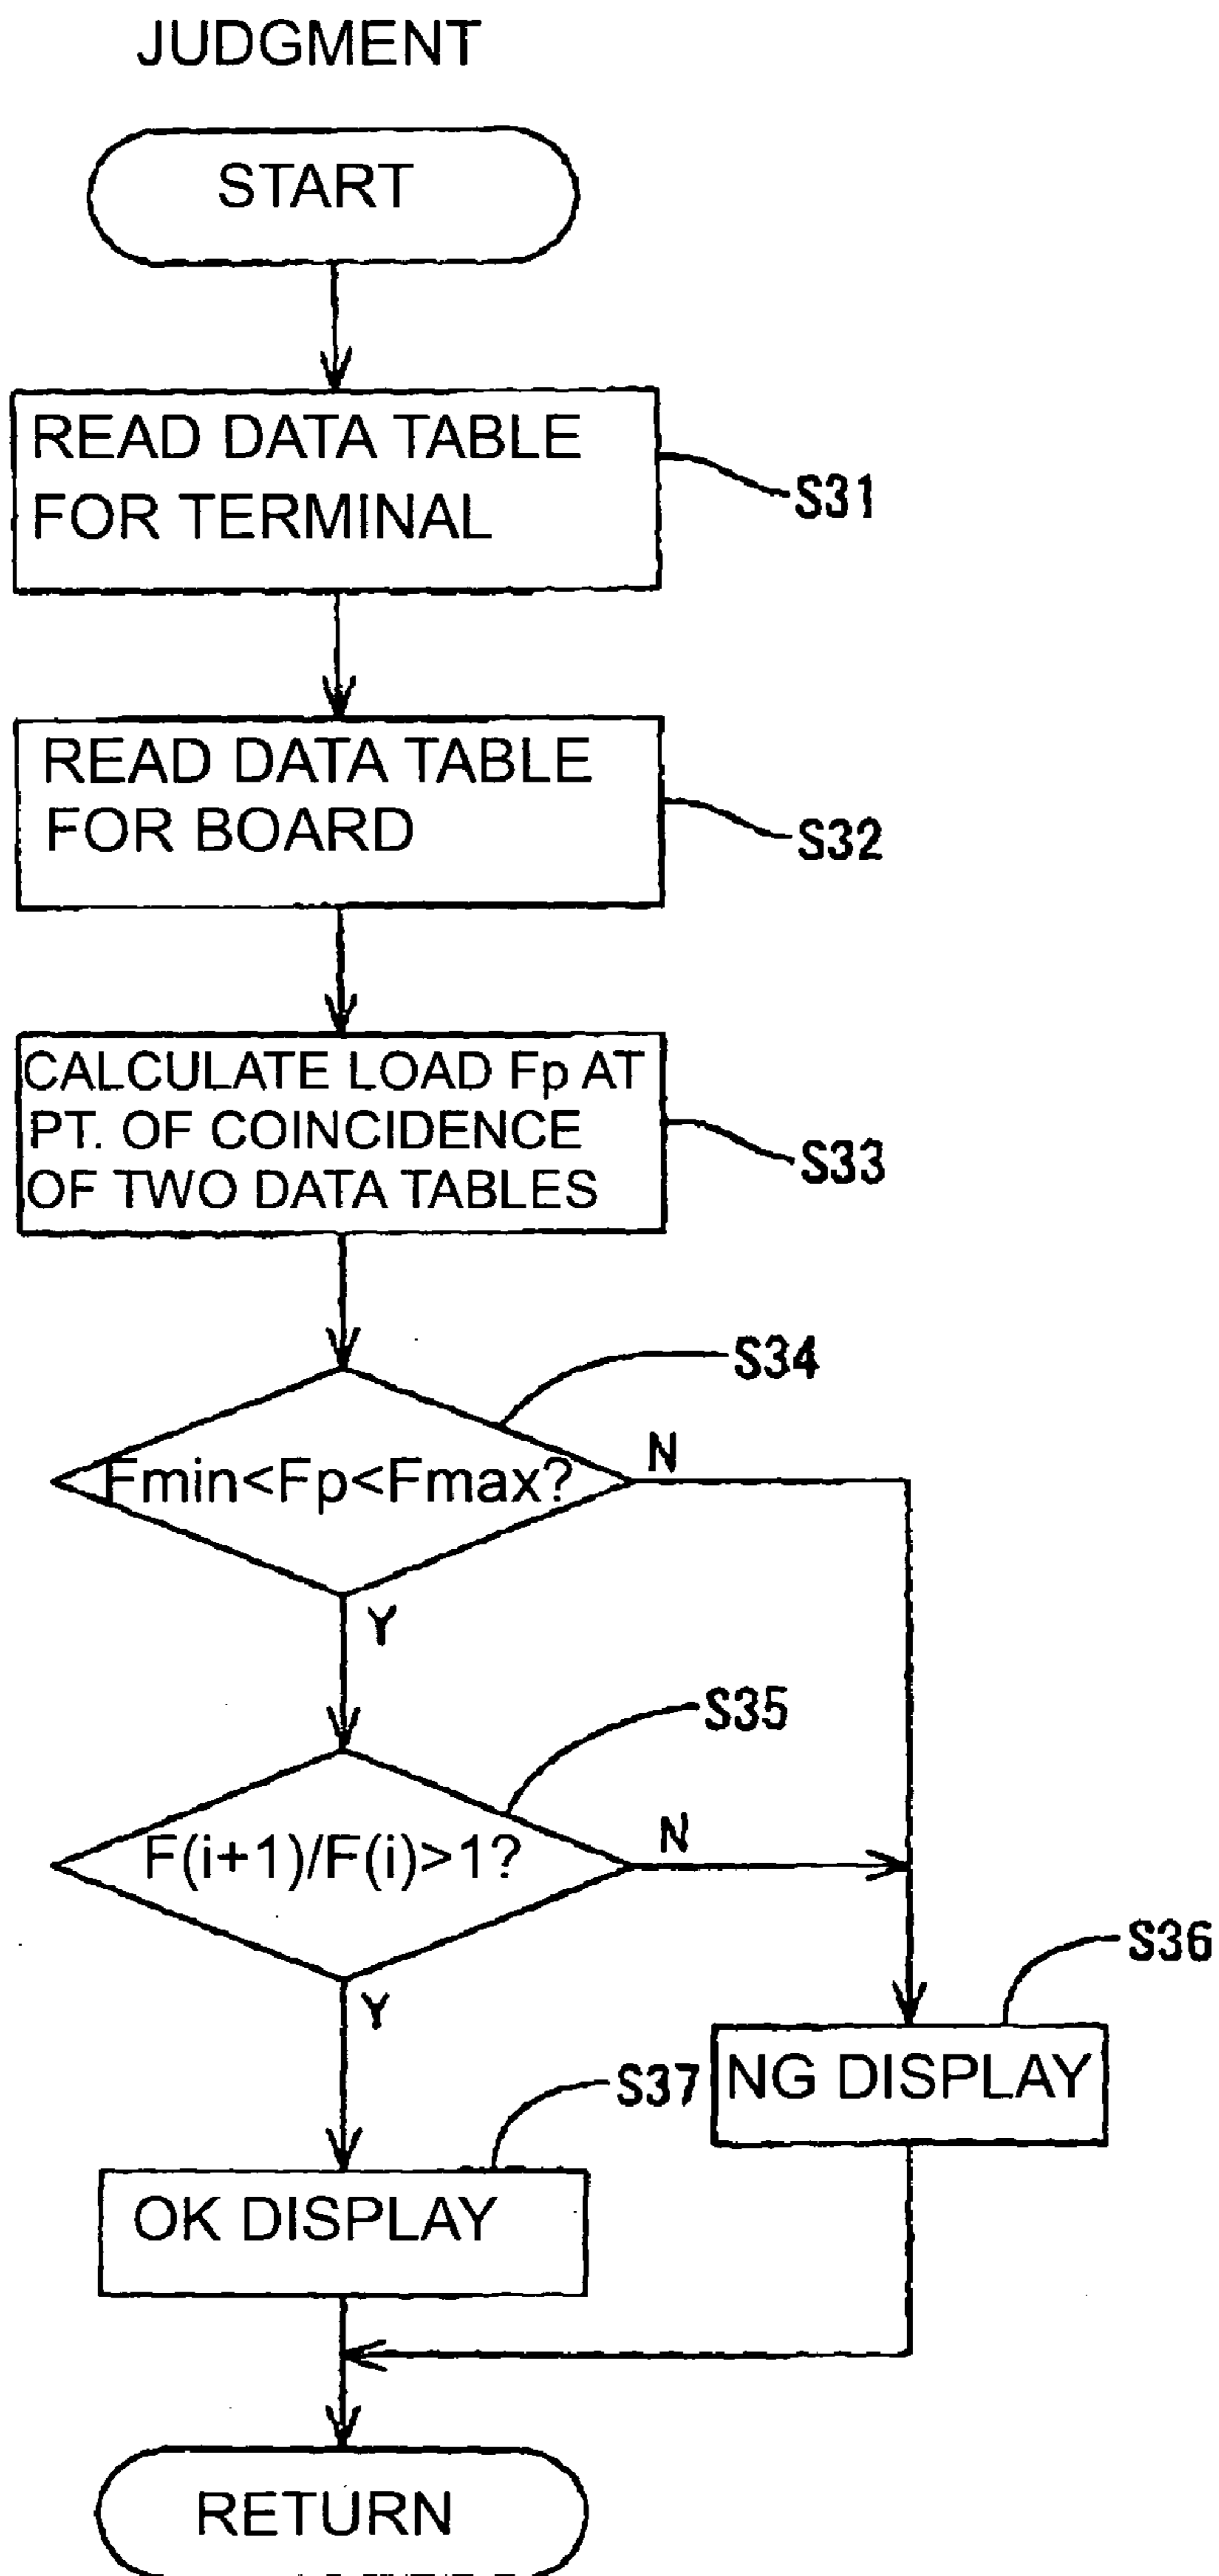 JUDGMENT
START
READ DATA TABLE
FOR TERMINAL
S31
READ DATA TABLE
FOR BOARD
S32
CALCULATE LOAD Fp AT
PT. OF COINCIDENCE
OF TWO DATA TABLES
S33
S34
Fmin<Fp<Fmax?
N
Y
S35
F(i+1)/F(i)>1?
N
Y
S36
NG DISPLAY
S37
OK DISPLAY
RETURN